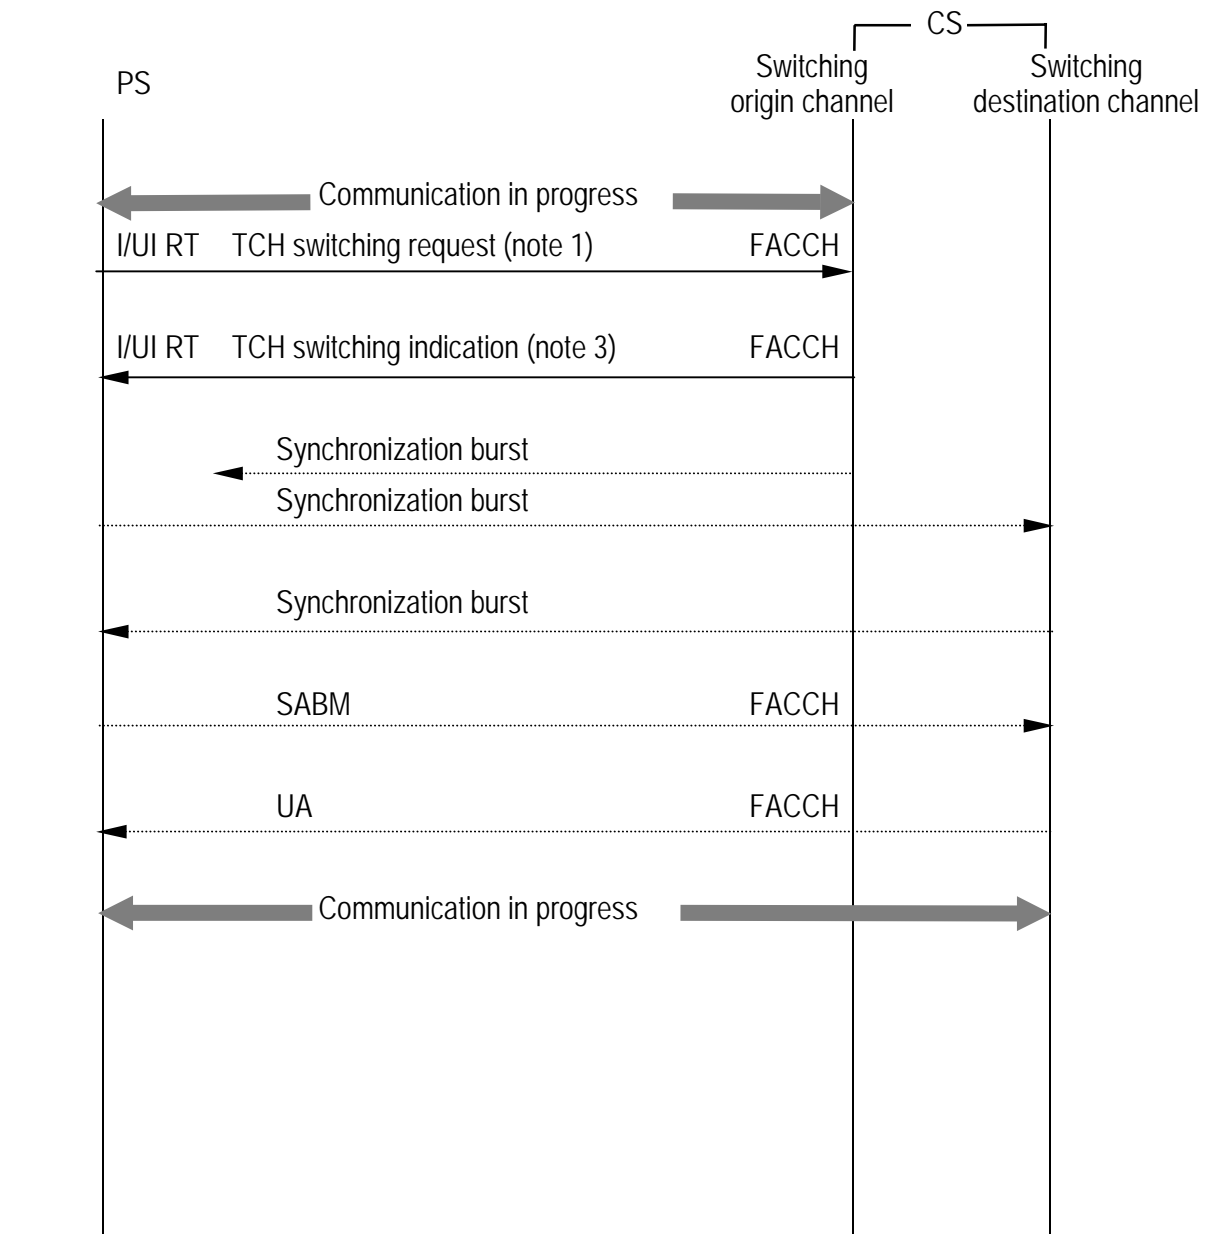 CS
PS
Switching
origin channel
Switching
destination channel
Communication in progress
I/UI RT TCH switching request (note 1) FACCH
I/UI RT TCH switching indication (note 3) FACCH
Synchronization burst
Synchronization burst
Synchronization burst
SABM FACCH
UA FACCH
Communication in progress